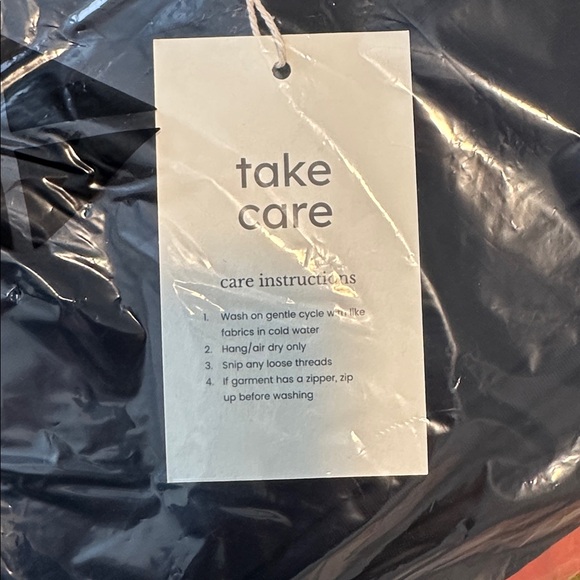 take
care
care instructions
1. Wash on gentle cycle with like
fabrics in cold water
2. Hang/air dry only
3. Snip any loose threads
4. If garment has a zipper, zip
up before washing